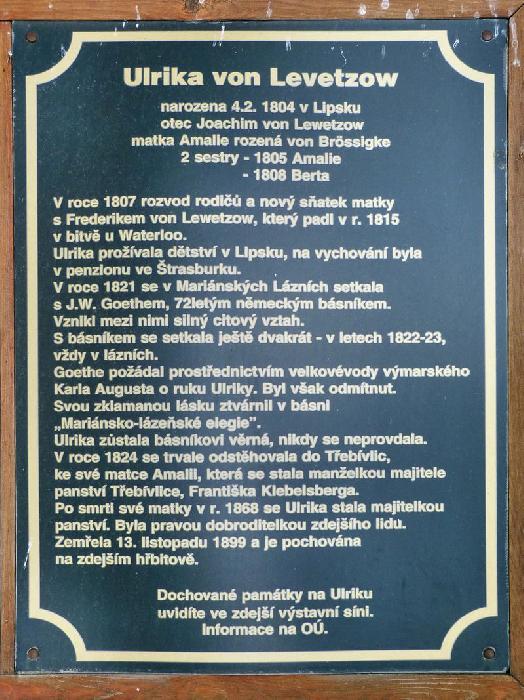 Ulrika von Levetzow
narozena 4.2. 1804 v Lipsku
otec Joachim von Lewetzow
matka Amalie rozená von Brössigke
2 sestry - 1805 Amalie
- 1808 Berta
V roce 1807 rozvod rodičů a nový sňatek matky
s Frederikem von Lewetzow, který padl v r. 1815
v bitvě u Waterloo.
Ulrika prožívala dětství v Lipsku, na vychování byla
v penzionu ve Štrasburku.
V roce 1821 se v Mariánských Lázních setkala
s J.W. Goethem, 72letým německým básníkem.
Vznikl mezi nimi silný citový vztah.
S básníkem se setkala ještě dvakrát - v letech 1822-23,
vždy v lázních.
Goethe požádal prostřednictvím velkovévody výmarského
Karla Augusta o ruku Ulriky. Byl však odmítnut.
Svou zklamanou lásku ztvárnil v básni
„Mariánsko-lázeňské elegie".
Ulrika zůstala básníkovi věrná, nikdy se neprovdala.
V roce 1824 se trvale odstěhovala do Třebívlic,
ke své matce Amalii, která se stala manželkou majitele
panství Třebívlice, Františka Klebelsberga.
Po smrti své matky v r. 1868 se Ulrika stala majitelkou
panství. Byla pravou dobroditelkou zdejšího lidu.
Zemřela 13. listopadu 1899 a je pochována
na zdejším hřbitově.
Dochované památky na Ulriku
uvidíte ve zdejší výstavní síni.
Informace na OÚ.